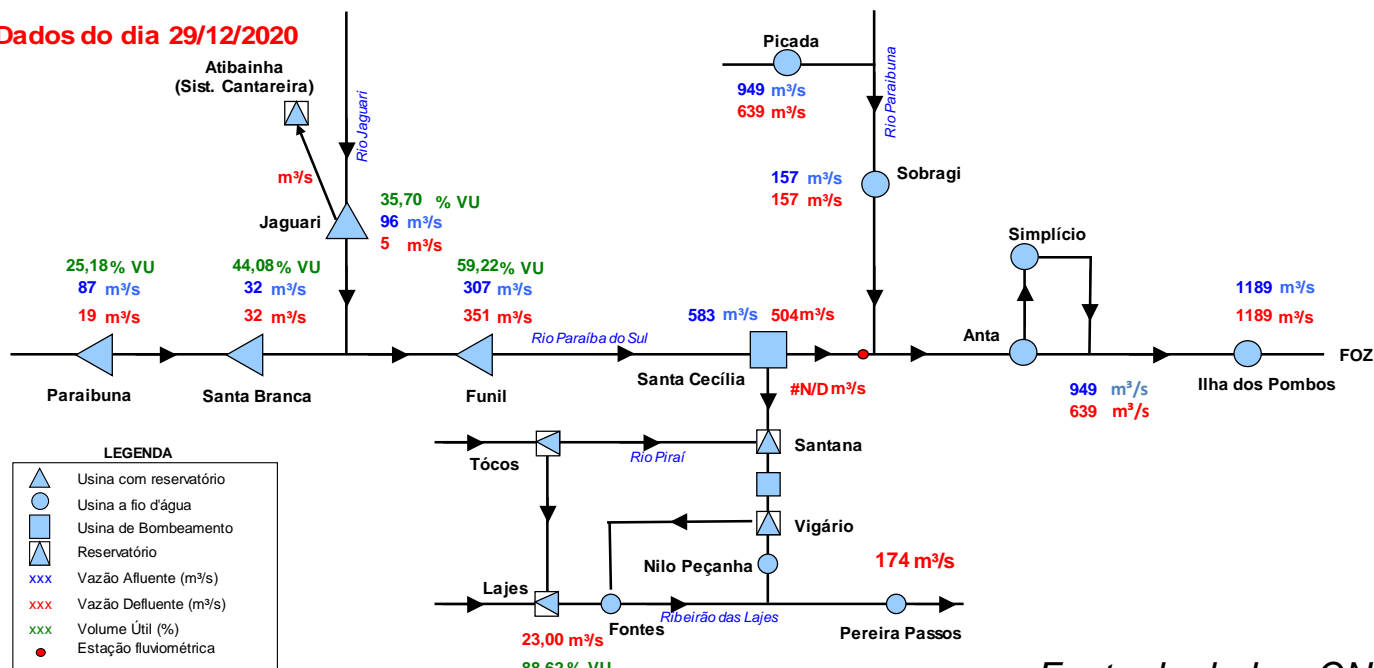 Dados do dia 29/12/2020
Atibainha
(Sist. Cantareira)
Rio Jaguari
m³/s
Jaguari
35,70 % VU
96 m³/s
5 m³/s
Picada
949 m³/s
639 m³/s
Rio Paraibuna
157 m³/s
157 m³/s
Sobragi
25,18% VU
87 m³/s
19 m³/s
Paraibuna
44,08% VU
32 m³/s
32 m³/s
Santa Branca
59,22% VU
307 m³/s
351 m³/s
Funil
Rio Paraíba do Sul
583 m³/s 504m³/s
Santa Cecília
#N/D m³/s
Simplício
Anta
949 m³/s
639 m³/s
1189 m³/s
1189 m³/s
Ilha dos Pombos
FOZ
Tócos
Rio Piraí
Santana
Vigário
Nilo Peçanha
174 m³/s
Lajes
Fontes
Ribeirão das Lajes
Pereira Passos
23,00 m³/s
88,62% VU
LEGENDA
Usina com reservatório
Usina a fio d'água
Usina de Bombeamento
Reservatório
xxx Vazão Afluente (m³/s)
xxx Vazão Defluente (m³/s)
xxx Volume Útil (%)
Estação fluviométrica